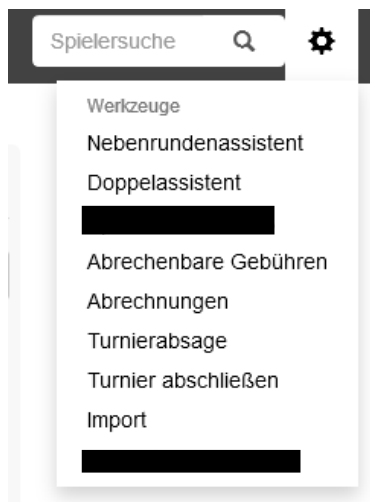 Spielersuche
Werkzeuge
Nebenrundenassistent
Doppelassistent
Abrechenbare Gebühren
Abrechnungen
Turnierabsage
Turnier abschließen
Import